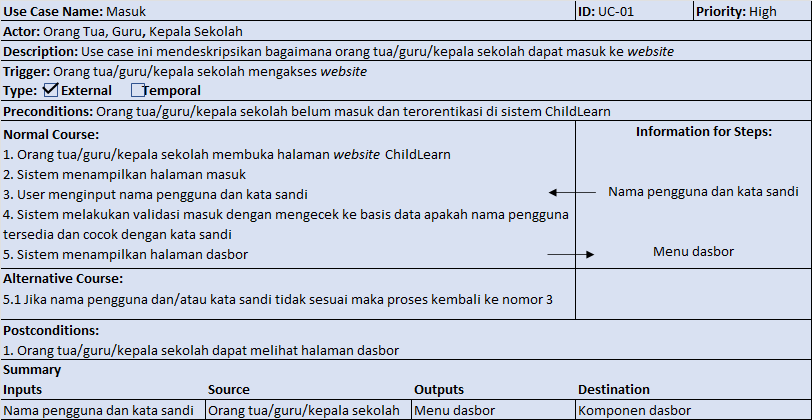 Use Case Name: Masuk ID: UC-01 Priority: High
Actor: Orang Tua, Guru, Kepala Sekolah
Description: Use case ini mendeskripsikan bagaimana orang tua/guru/kepala sekolah dapat masuk ke website
Trigger: Orang tua/guru/kepala sekolah mengakses website
Type: External Temporal
Preconditions: Orang tua/guru/kepala sekolah belum masuk dan terorentikasi di sistem ChildLearn
Normal Course:
1. Orang tua/guru/kepala sekolah membuka halaman website ChildLearn
2. Sistem menampilkan halaman masuk
3. User menginput nama pengguna dan kata sandi
4. Sistem melakukan validasi masuk dengan mengecek ke basis data apakah nama pengguna
tersedia dan cocok dengan kata sandi
5. Sistem menampilkan halaman dasbor
Information for Steps:
Nama pengguna dan kata sandi
Menu dasbor
Alternative Course:
5.1 Jika nama pengguna dan/atau kata sandi tidak sesuai maka proses kembali ke nomor 3
Postconditions:
1. Orang tua/guru/kepala sekolah dapat melihat halaman dasbor
Summary
Inputs Source Outputs Destination
Nama pengguna dan kata sandi Orang tua/guru/kepala sekolah Menu dasbor Komponen dasbor